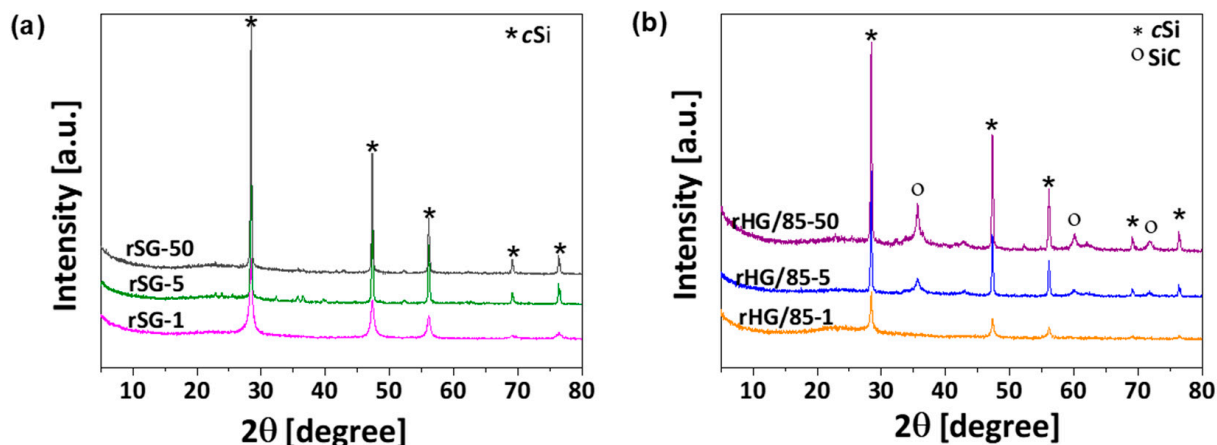 (a)
* cSi
*
*
*
*
*
Intensity [a.u.]
rSG-50
rSG-5
rSG-1
10 20 30 40 50 60 70 80
2θ [degree]
(b)
* cSi
o SiC
*
*
*
o
o
*
o
*
Intensity [a.u.]
rHG/85-50
rHG/85-5
rHG/85-1
10 20 30 40 50 60 70 80
2θ [degree]